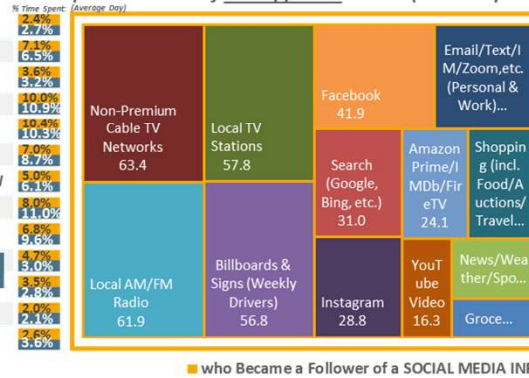 % Time Spent: (Average Day)
2.4%
2.7%
7.1%
6.5%
3.6%
3.2%
10.0%
10.9%
10.4%
10.3%
7.0%
8.7%
5.0%
6.1%
8.0%
11.0%
6.8%
9.6%
4.7%
3.0%
3.5%
2.8%
2.0%
2.1%
2.6%
3.6%
Non-Premium
Cable TV
Networks
63.4
Local TV
Stations
57.8
Facebook
41.9
Email/Text/I
M/Zoom,etc.
(Personal &
Work)...
Search
(Google,
Bing, etc.)
31.0
Amazon
Prime/I
MDb/Fir
eTV
24.1
Shoppin
g (incl.
Food/A
uctions/
Travel...
Local AM/FM
Radio
61.9
Billboards &
Signs (Weekly
Drivers)
56.8
Instagram
28.8
YouT
ube
Video
16.3
News/Wea
ther/Spo...
Groce...
who Became a Follower of a SOCIAL MEDIA